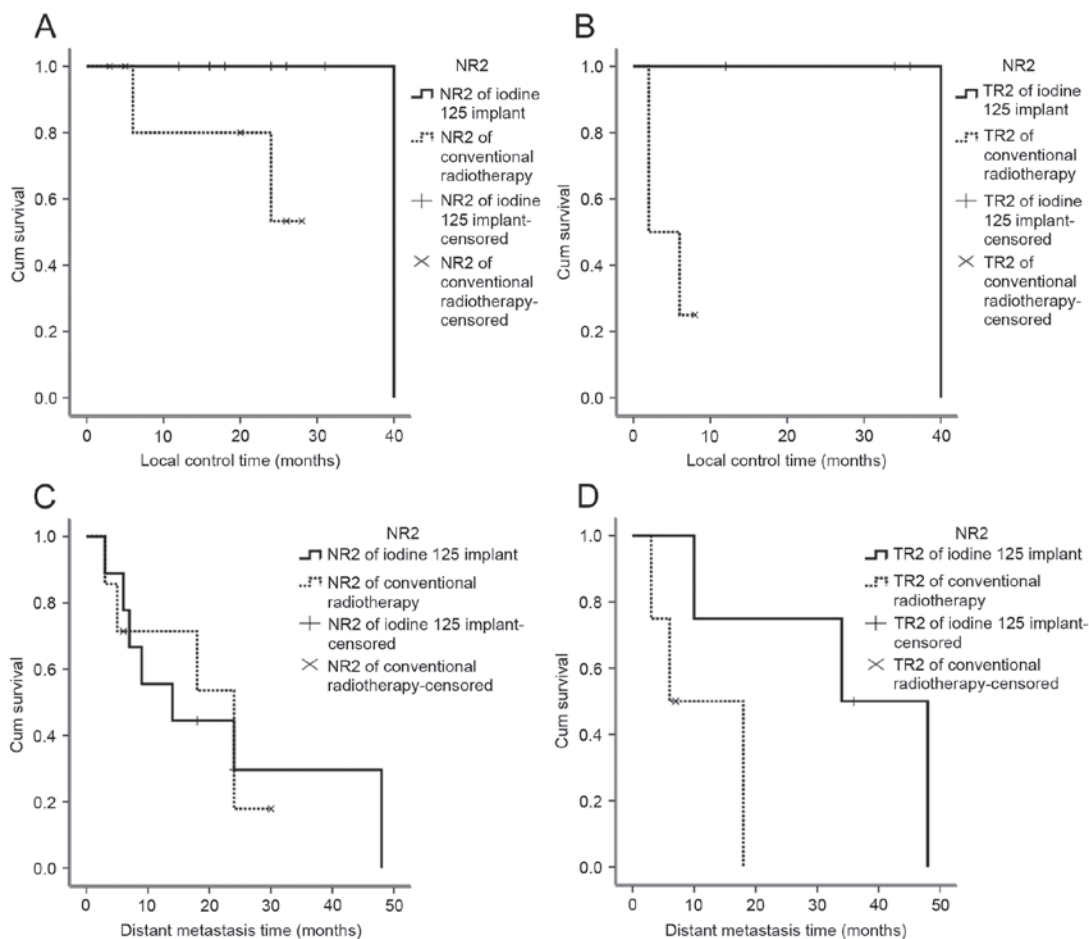 A
Cum survival
1.0
0.8
0.6
0.4
0.2
0.0
0
10
20
30
40
Local control time (months)
NR2
NR2 of iodine
125 implant
NR2 of
conventional
radiotherapy
NR2 of iodine
125 implant-
censored
NR2 of
conventional
radiotherapy-
censored
B
Cum survival
1.0
0.8
0.6
0.4
0.2
0.0
0
10
20
30
40
Local control time (months)
NR2
TR2 of iodine
125 implant
TR2 of
conventional
radiotherapy
TR2 of iodine
125 implant-
censored
TR2 of
conventional
radiotherapy-
censored
C
Cum survival
1.0
0.8
0.6
0.4
0.2
0.0
0
10
20
30
40
50
Distant metastasis time (months)
NR2
NR2 of iodine 125 implant
NR2 of conventional
radiotherapy
NR2 of iodine 125 implant-
censored
NR2 of conventional
radiotherapy-censored
D
Cum survival
1.0
0.8
0.6
0.4
0.2
0.0
0
10
20
30
40
50
Distant metastasis time (months)
NR2
TR2 of iodine 125 implant
TR2 of conventional
radiotherapy
TR2 of iodine 125 implant-
censored
TR2 of conventional
radiotherapy-censored